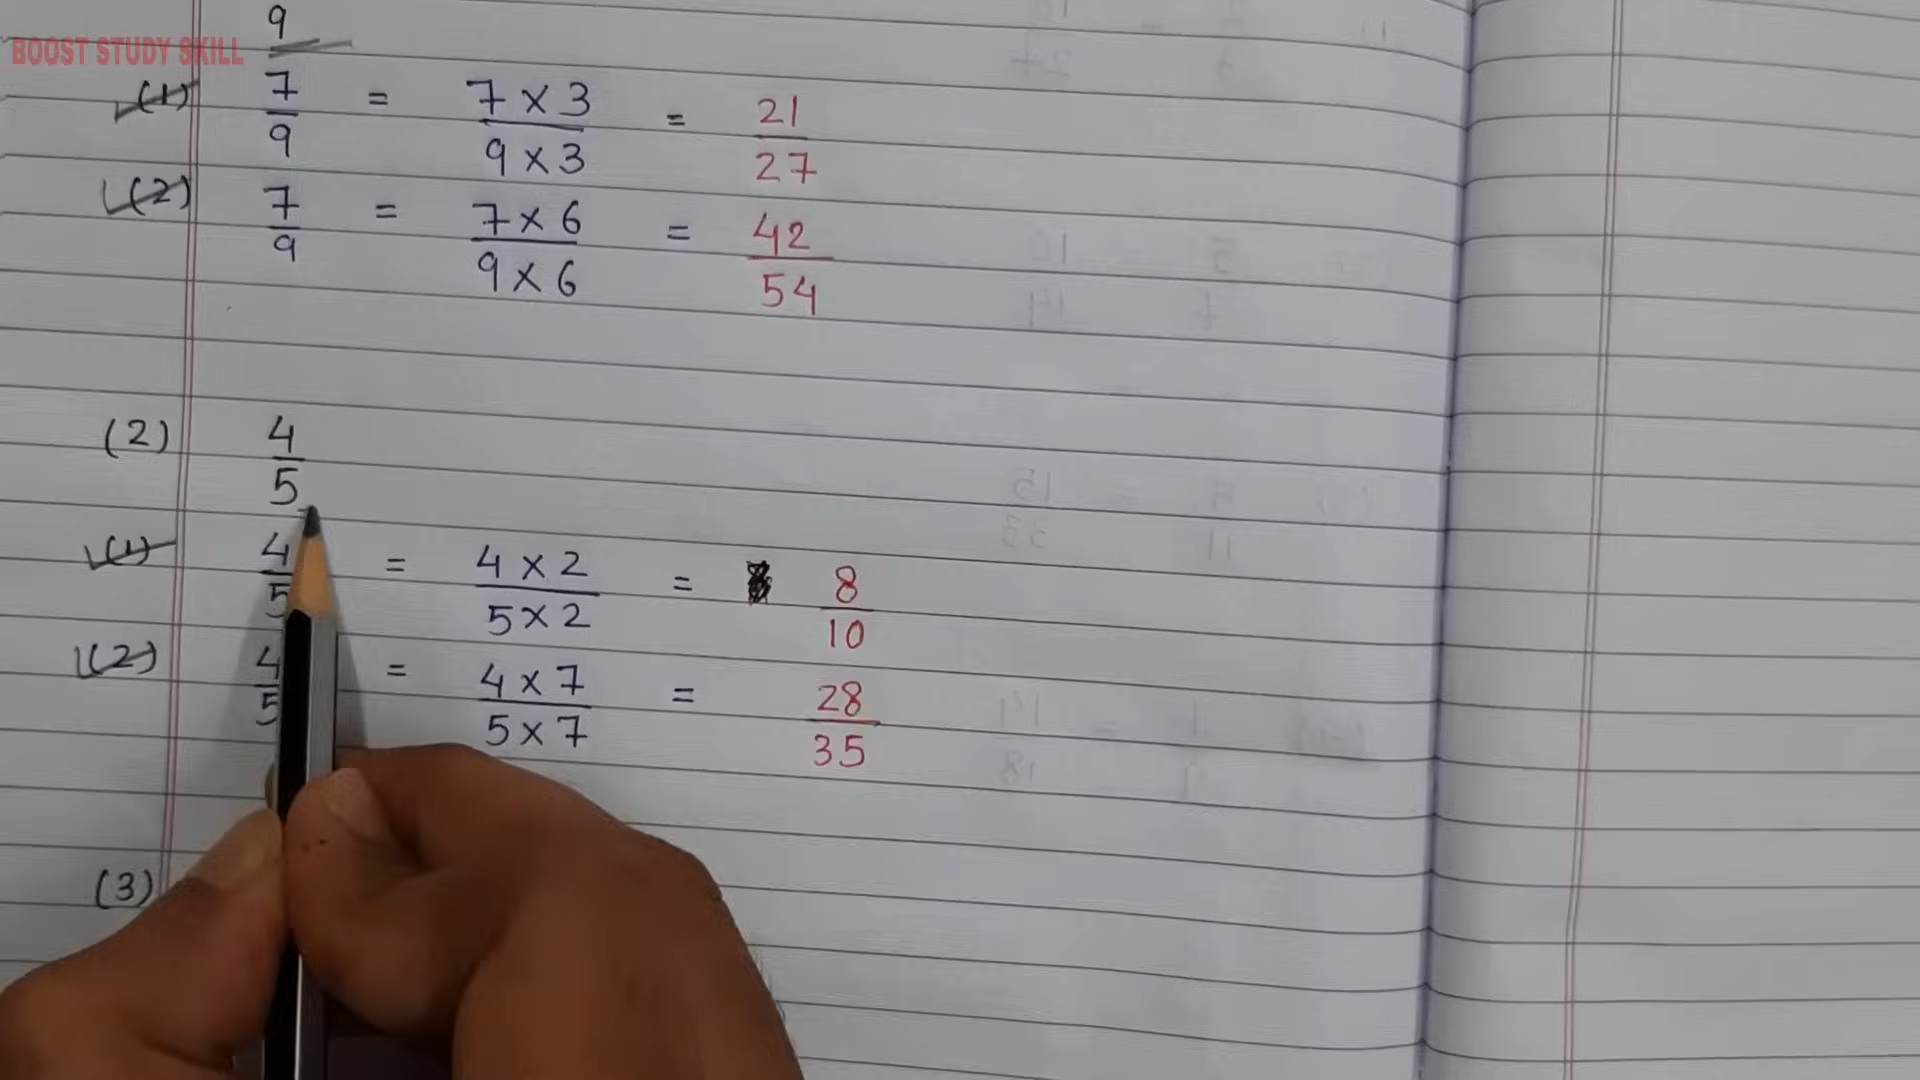 9
BOOST STUDY SKILL
(1) 7/9 = 7 × 3/9 × 3 = 21/27
(2) 7/9 = 7 × 6/9 × 6 = 42/54
(2) 4/5
(1) 4/5 = 4 × 2/5 × 2 = 8/10
(2) 4/5 = 4 × 7/5 × 7 = 28/35
(3)